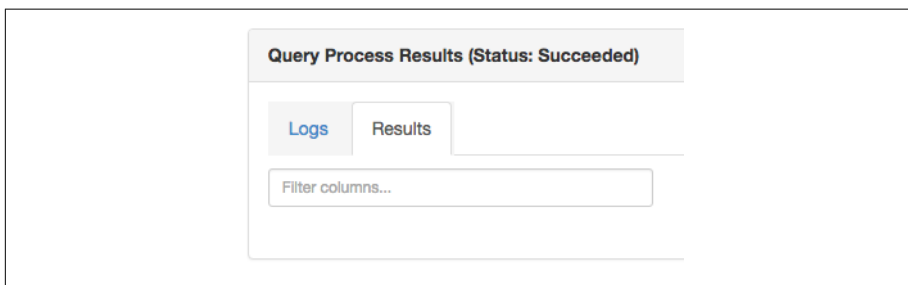 Query Process Results (Status: Succeeded)
Logs Results
Filter columns...